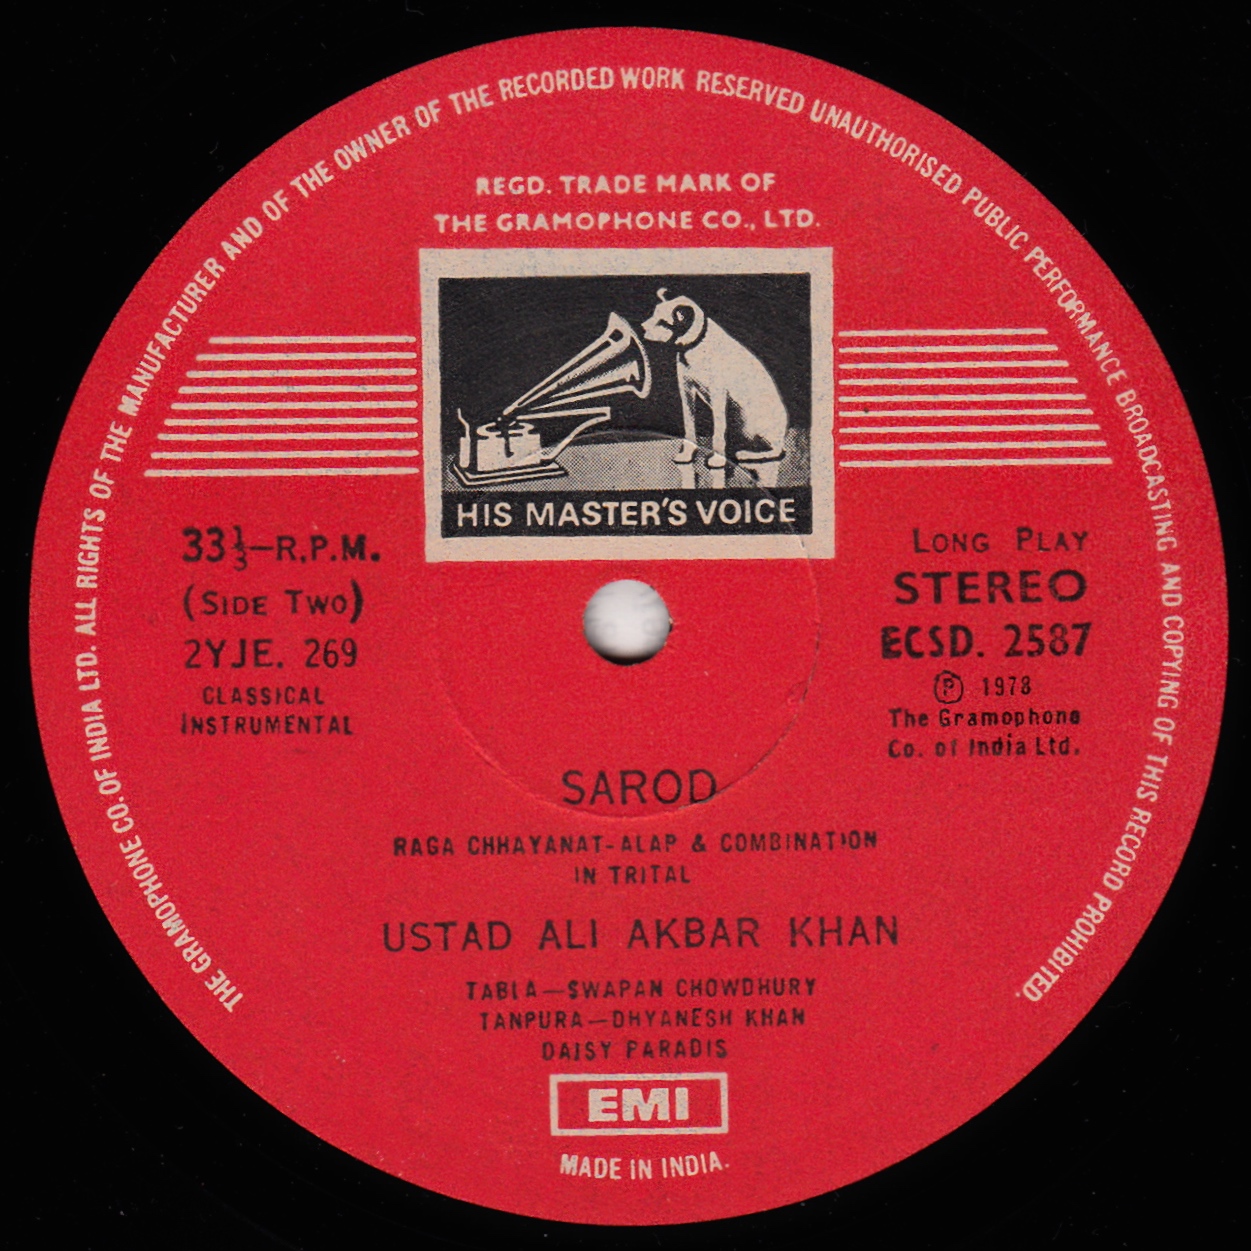 THE GRAMOPHONE CO. OF INDIA LTD. ALL RIGHTS OF THE MANUFACTURER AND OF THE OWNER OF THE RECORDED WORK RESERVED UNAUTHORISED PUBLIC PERFORMANCE BROADCASTING AND COPYING OF THIS RECORD PROHIBITED.
REGD. TRADE MARK OF
THE GRAMOPHONE CO., LTD.
HIS MASTER'S VOICE
33⅓–R.P.M.
(SIDE TWO)
2YJE. 269
CLASSICAL
INSTRUMENTAL
LONG PLAY
STEREO
ECSD. 2587
Ⓟ 1978
The Gramophone
Co. of India Ltd.
SAROD
RAGA CHHAYANAT-ALAP & COMBINATION
IN TRITAL
USTAD ALI AKBAR KHAN
TABLA—SWAPAN CHOWDHURY
TANPURA—DHYANESH KHAN
DAISY PARADIS
EMI
MADE IN INDIA.